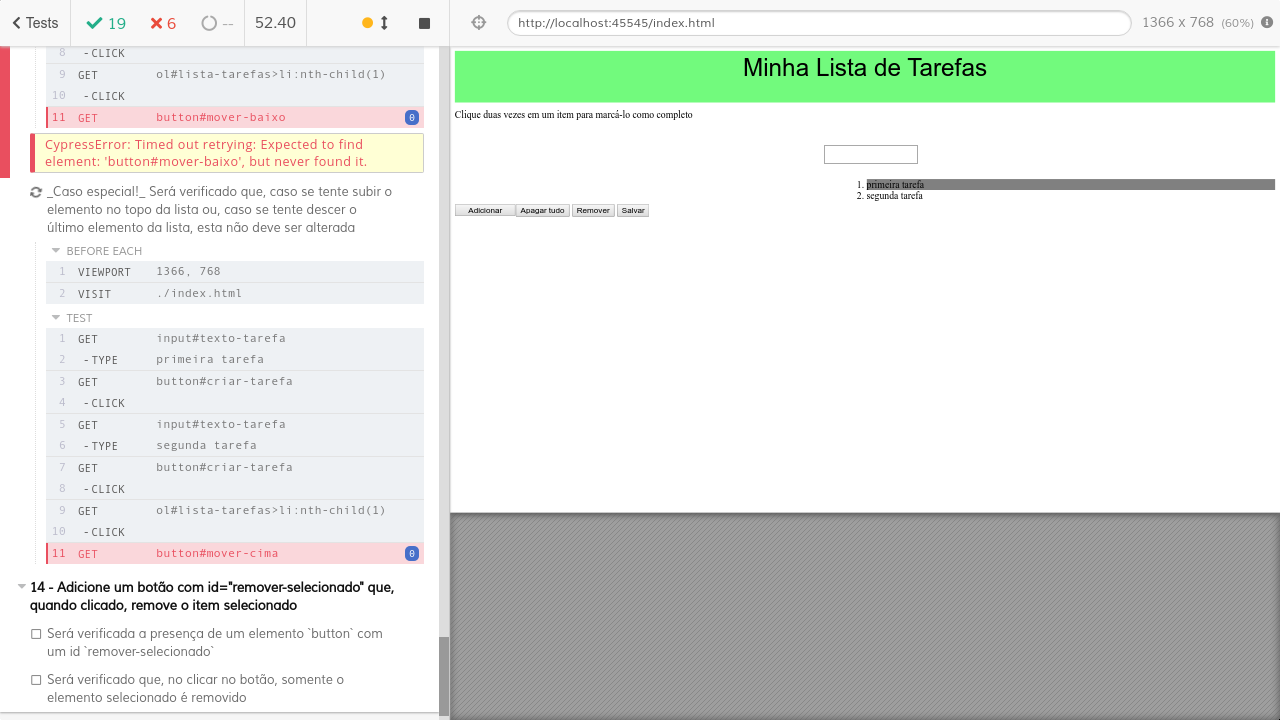 Tests 19 6 -- 52.40
8 -CLICK
9 GET ol#lista-tarefas>li:nth-child(1)
10 -CLICK
11 GET button#mover-baixo 0
CypressError: Timed out retrying: Expected to find
element: 'button#mover-baixo', but never found it.
_Caso especial!_ Será verificado que, caso se tente subir o
elemento no topo da lista ou, caso se tente descer o
último elemento da lista, esta não deve ser alterada
BEFORE EACH
1 VIEWPORT 1366, 768
2 VISIT ./index.html
TEST
1 GET input#texto-tarefa
2 -TYPE primeira tarefa
3 GET button#criar-tarefa
4 -CLICK
5 GET input#texto-tarefa
6 -TYPE segunda tarefa
7 GET button#criar-tarefa
8 -CLICK
9 GET ol#lista-tarefas>li:nth-child(1)
10 -CLICK
11 GET button#mover-cima 0
14 - Adicione um botão com id="remover-selecionado" que,
quando clicado, remove o item selecionado
Será verificada a presença de um elemento `button` com
um id `remover-selecionado`
Será verificado que, no clicar no botão, somente o
elemento selecionado é removido
http://localhost:45545/index.html 1366 x 768 (60%)
Minha Lista de Tarefas
Clique duas vezes em um item para marcá-lo como completo
1. primeira tarefa
2. segunda tarefa
Adicionar Apagar tudo Remover Salvar